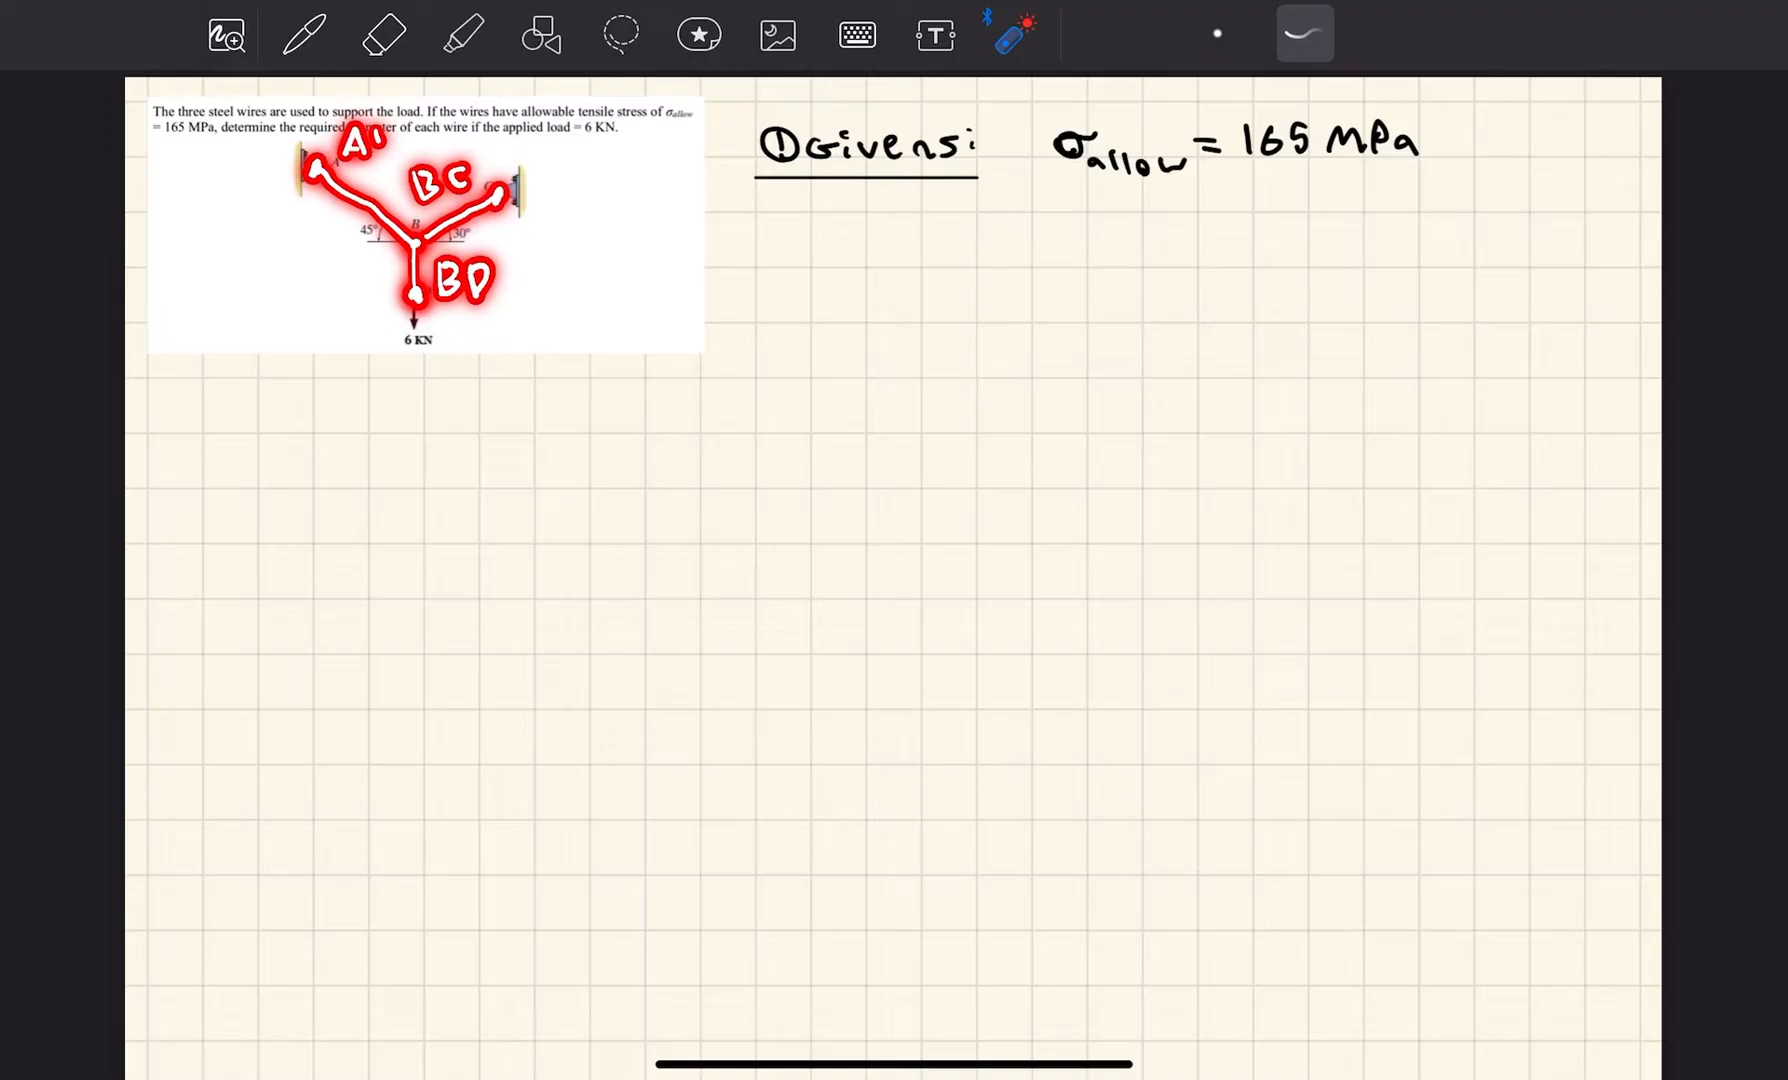 The three steel wires are used to support the load. If the wires have allowable tensile stress of σallow
= 165 MPa, determine the required of each wire if the applied load = 6 KN.
① Givens: σallow = 165 MPa
BC
B
45° 30°
BD
6 KN